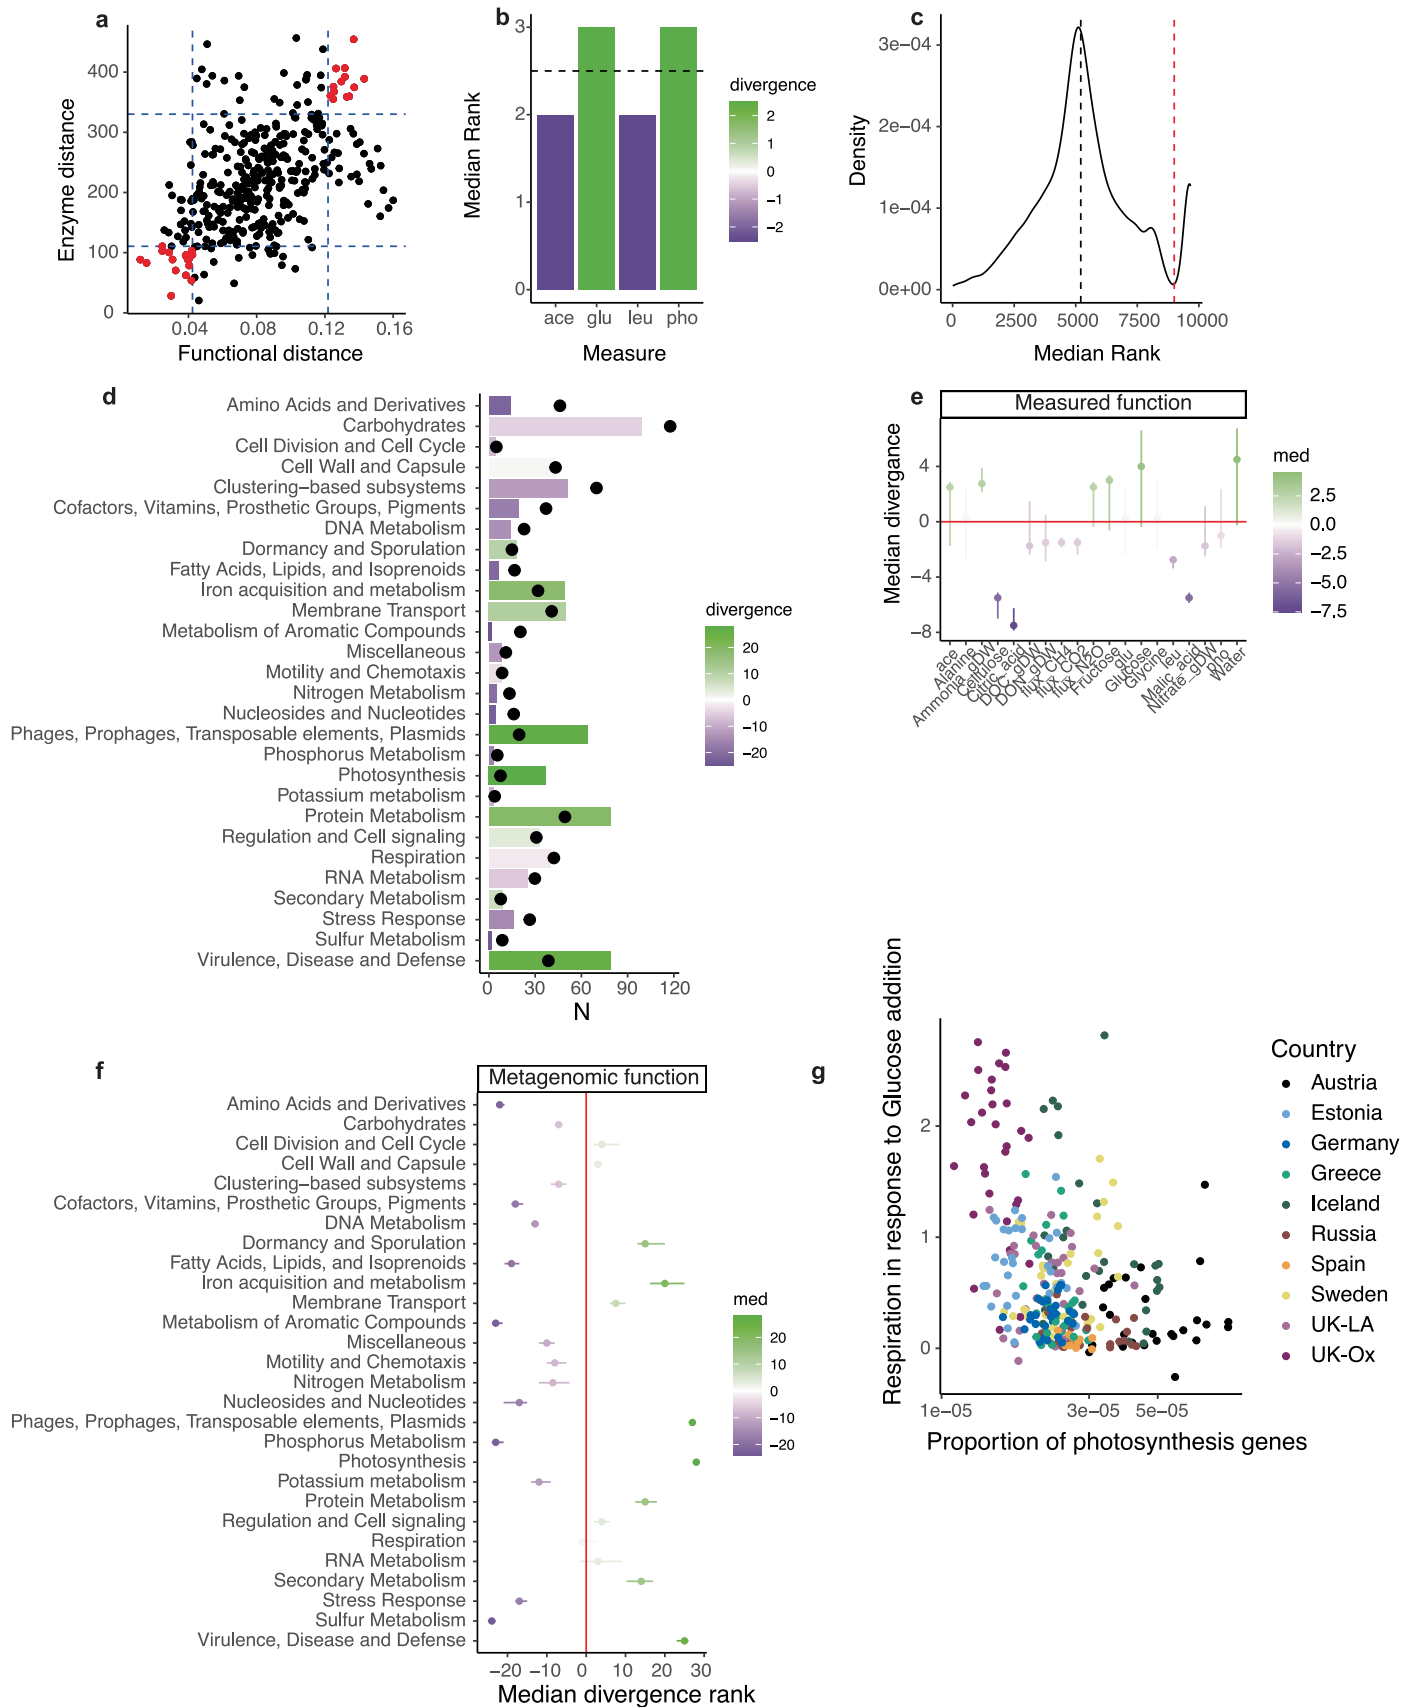 a
Enzyme distance
400
300
200
100
0
0.04
0.08
0.12
0.16
Functional distance
b
Median Rank
3
2
1
0
ace
glu
leu
pho
Measure
divergence
2
1
0
−1
−2
c
Density
3e−04
2e−04
1e−04
0e+00
0
2500
5000
7500
10000
Median Rank
d
Amino Acids and Derivatives
Carbohydrates
Cell Division and Cell Cycle
Cell Wall and Capsule
Clustering−based subsystems
Cofactors, Vitamins, Prosthetic Groups, Pigments
DNA Metabolism
Dormancy and Sporulation
Fatty Acids, Lipids, and Isoprenoids
Iron acquisition and metabolism
Membrane Transport
Metabolism of Aromatic Compounds
Miscellaneous
Motility and Chemotaxis
Nitrogen Metabolism
Nucleosides and Nucleotides
Phages, Prophages, Transposable elements, Plasmids
Phosphorus Metabolism
Photosynthesis
Potassium metabolism
Protein Metabolism
Regulation and Cell signaling
Respiration
RNA Metabolism
Secondary Metabolism
Stress Response
Sulfur Metabolism
Virulence, Disease and Defense
0
30
60
90
120
N
divergence
20
10
0
−10
−20
e
Measured function
Median divergance
4
0
−4
−8
ace
Alanine
Ammonia_gDW
Cellulose
Citric_acid
DOC_gDW
DON_gDW
flux_CH4
flux_CO2
flux_N2O
Fructose
glu
Glucose
Glycine
leu
Malic_acid
Nitrate_gDW
pho
Water
med
2.5
0.0
−2.5
−5.0
−7.5
f
Metagenomic function
Amino Acids and Derivatives
Carbohydrates
Cell Division and Cell Cycle
Cell Wall and Capsule
Clustering−based subsystems
Cofactors, Vitamins, Prosthetic Groups, Pigments
DNA Metabolism
Dormancy and Sporulation
Fatty Acids, Lipids, and Isoprenoids
Iron acquisition and metabolism
Membrane Transport
Metabolism of Aromatic Compounds
Miscellaneous
Motility and Chemotaxis
Nitrogen Metabolism
Nucleosides and Nucleotides
Phages, Prophages, Transposable elements, Plasmids
Phosphorus Metabolism
Photosynthesis
Potassium metabolism
Protein Metabolism
Regulation and Cell signaling
Respiration
RNA Metabolism
Secondary Metabolism
Stress Response
Sulfur Metabolism
Virulence, Disease and Defense
−20
−10
0
10
20
30
Median divergence rank
med
20
10
0
−10
−20
g
Respiration in response to Glucose addition
2
1
0
1e−05
3e−05
5e−05
Proportion of photosynthesis genes
Country
Austria
Estonia
Germany
Greece
Iceland
Russia
Spain
Sweden
UK−LA
UK−Ox